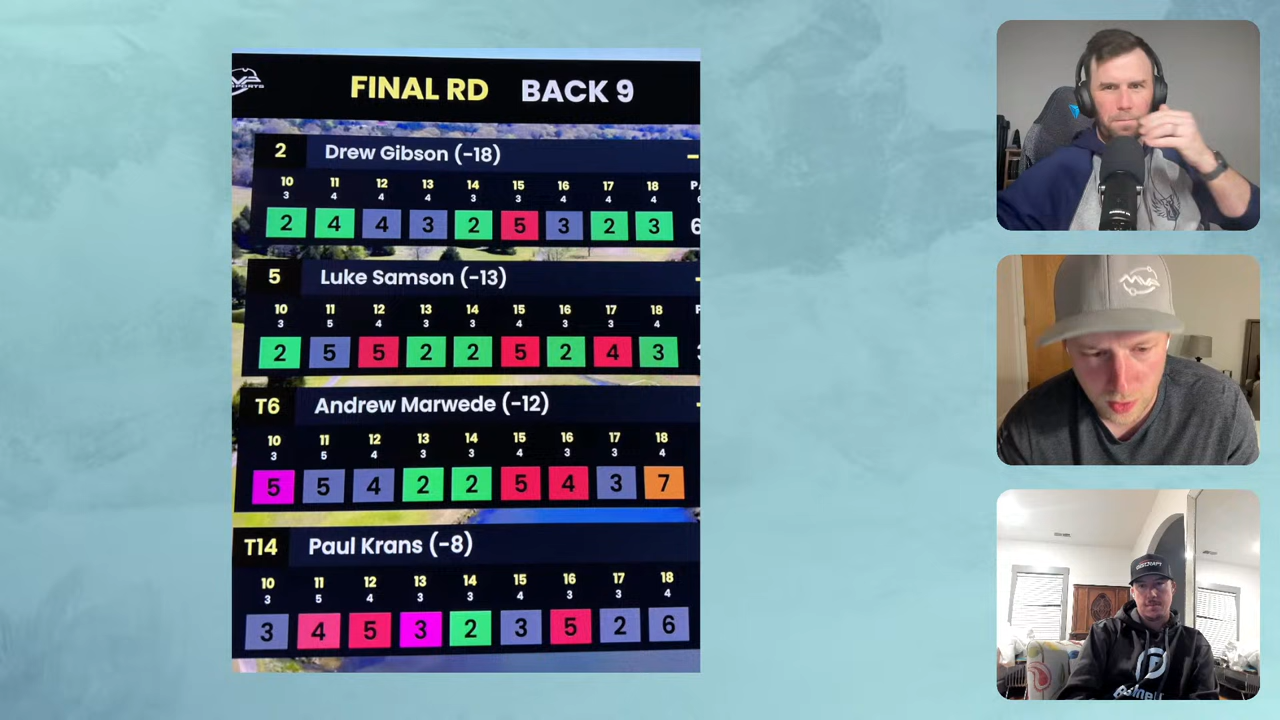 FINAL RD BACK 9
2 Drew Gibson (-18)
10 11 12 13 14 15 16 17 18
3 4 4 4 3 3 4 4 4
2 4 4 3 2 5 3 2 3 6
5 Luke Samson (-13)
10 11 12 13 14 15 16 17 18
3 5 4 3 3 4 3 3 4
2 5 5 2 2 5 2 4 3
T6 Andrew Marwede (-12)
10 11 12 13 14 15 16 17 18
3 5 4 3 3 4 3 3 4
5 5 4 2 2 5 4 3 7
T14 Paul Krans (-8)
10 11 12 13 14 15 16 17 18
3 5 4 3 3 4 3 3 4
3 4 5 3 2 3 5 2 6